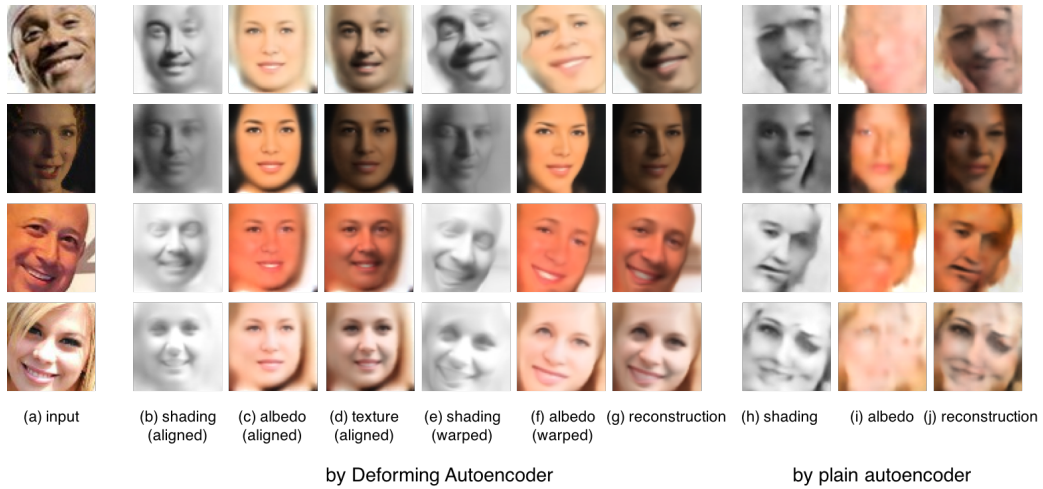 (a) input
(b) shading
(aligned)
(c) albedo
(aligned)
(d) texture
(aligned)
(e) shading
(warped)
(f) albedo
(warped)
(g) reconstruction
(h) shading
(i) albedo
(j) reconstruction
by Deforming Autoencoder
by plain autoencoder